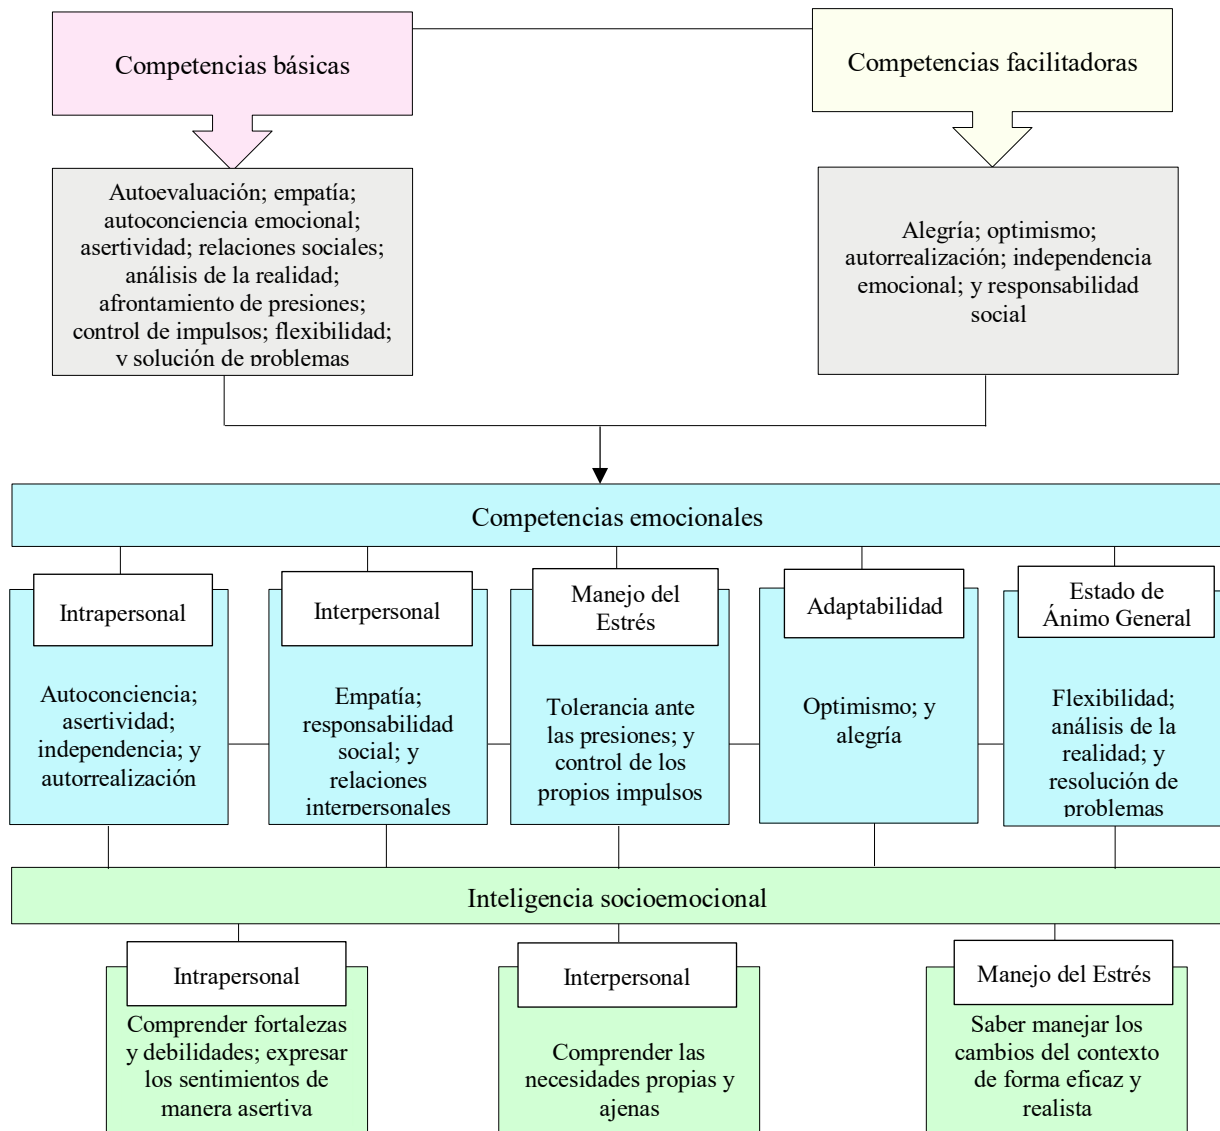 Competencias básicas
Competencias facilitadoras
Autoevaluación; empatía;
autoconciencia emocional;
asertividad; relaciones sociales;
análisis de la realidad;
afrontamiento de presiones;
control de impulsos; flexibilidad;
y solución de problemas
Alegría; optimismo;
autorrealización; independencia
emocional; y responsabilidad
social
Competencias emocionales
Intrapersonal
Autoconciencia;
asertividad;
independencia; y
autorrealización
Interpersonal
Empatía;
responsabilidad
social; y
relaciones
interpersonales
Manejo del
Estrés
Tolerancia ante
las presiones; y
control de los
propios impulsos
Adaptabilidad
Optimismo; y
alegría
Estado de
Ánimo General
Flexibilidad;
análisis de la
realidad; y
resolución de
problemas
Inteligencia socioemocional
Intrapersonal
Comprender fortalezas
y debilidades; expresar
los sentimientos de
manera asertiva
Interpersonal
Comprender las
necesidades propias y
ajenas
Manejo del Estrés
Saber manejar los
cambios del contexto
de forma eficaz y
realista